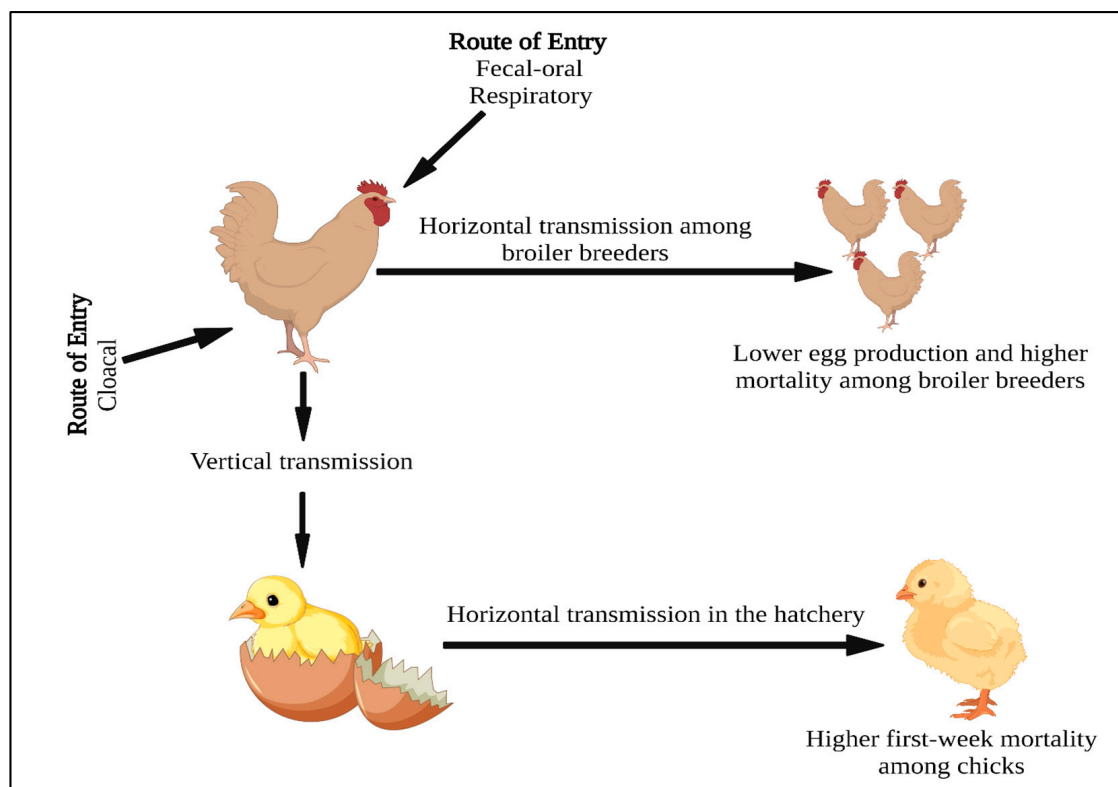 Route of Entry
Fecal-oral
Respiratory
Horizontal transmission among
broiler breeders
Route of Entry
Cloacal
Lower egg production and higher
mortality among broiler breeders
Vertical transmission
Horizontal transmission in the hatchery
Higher first-week mortality
among chicks